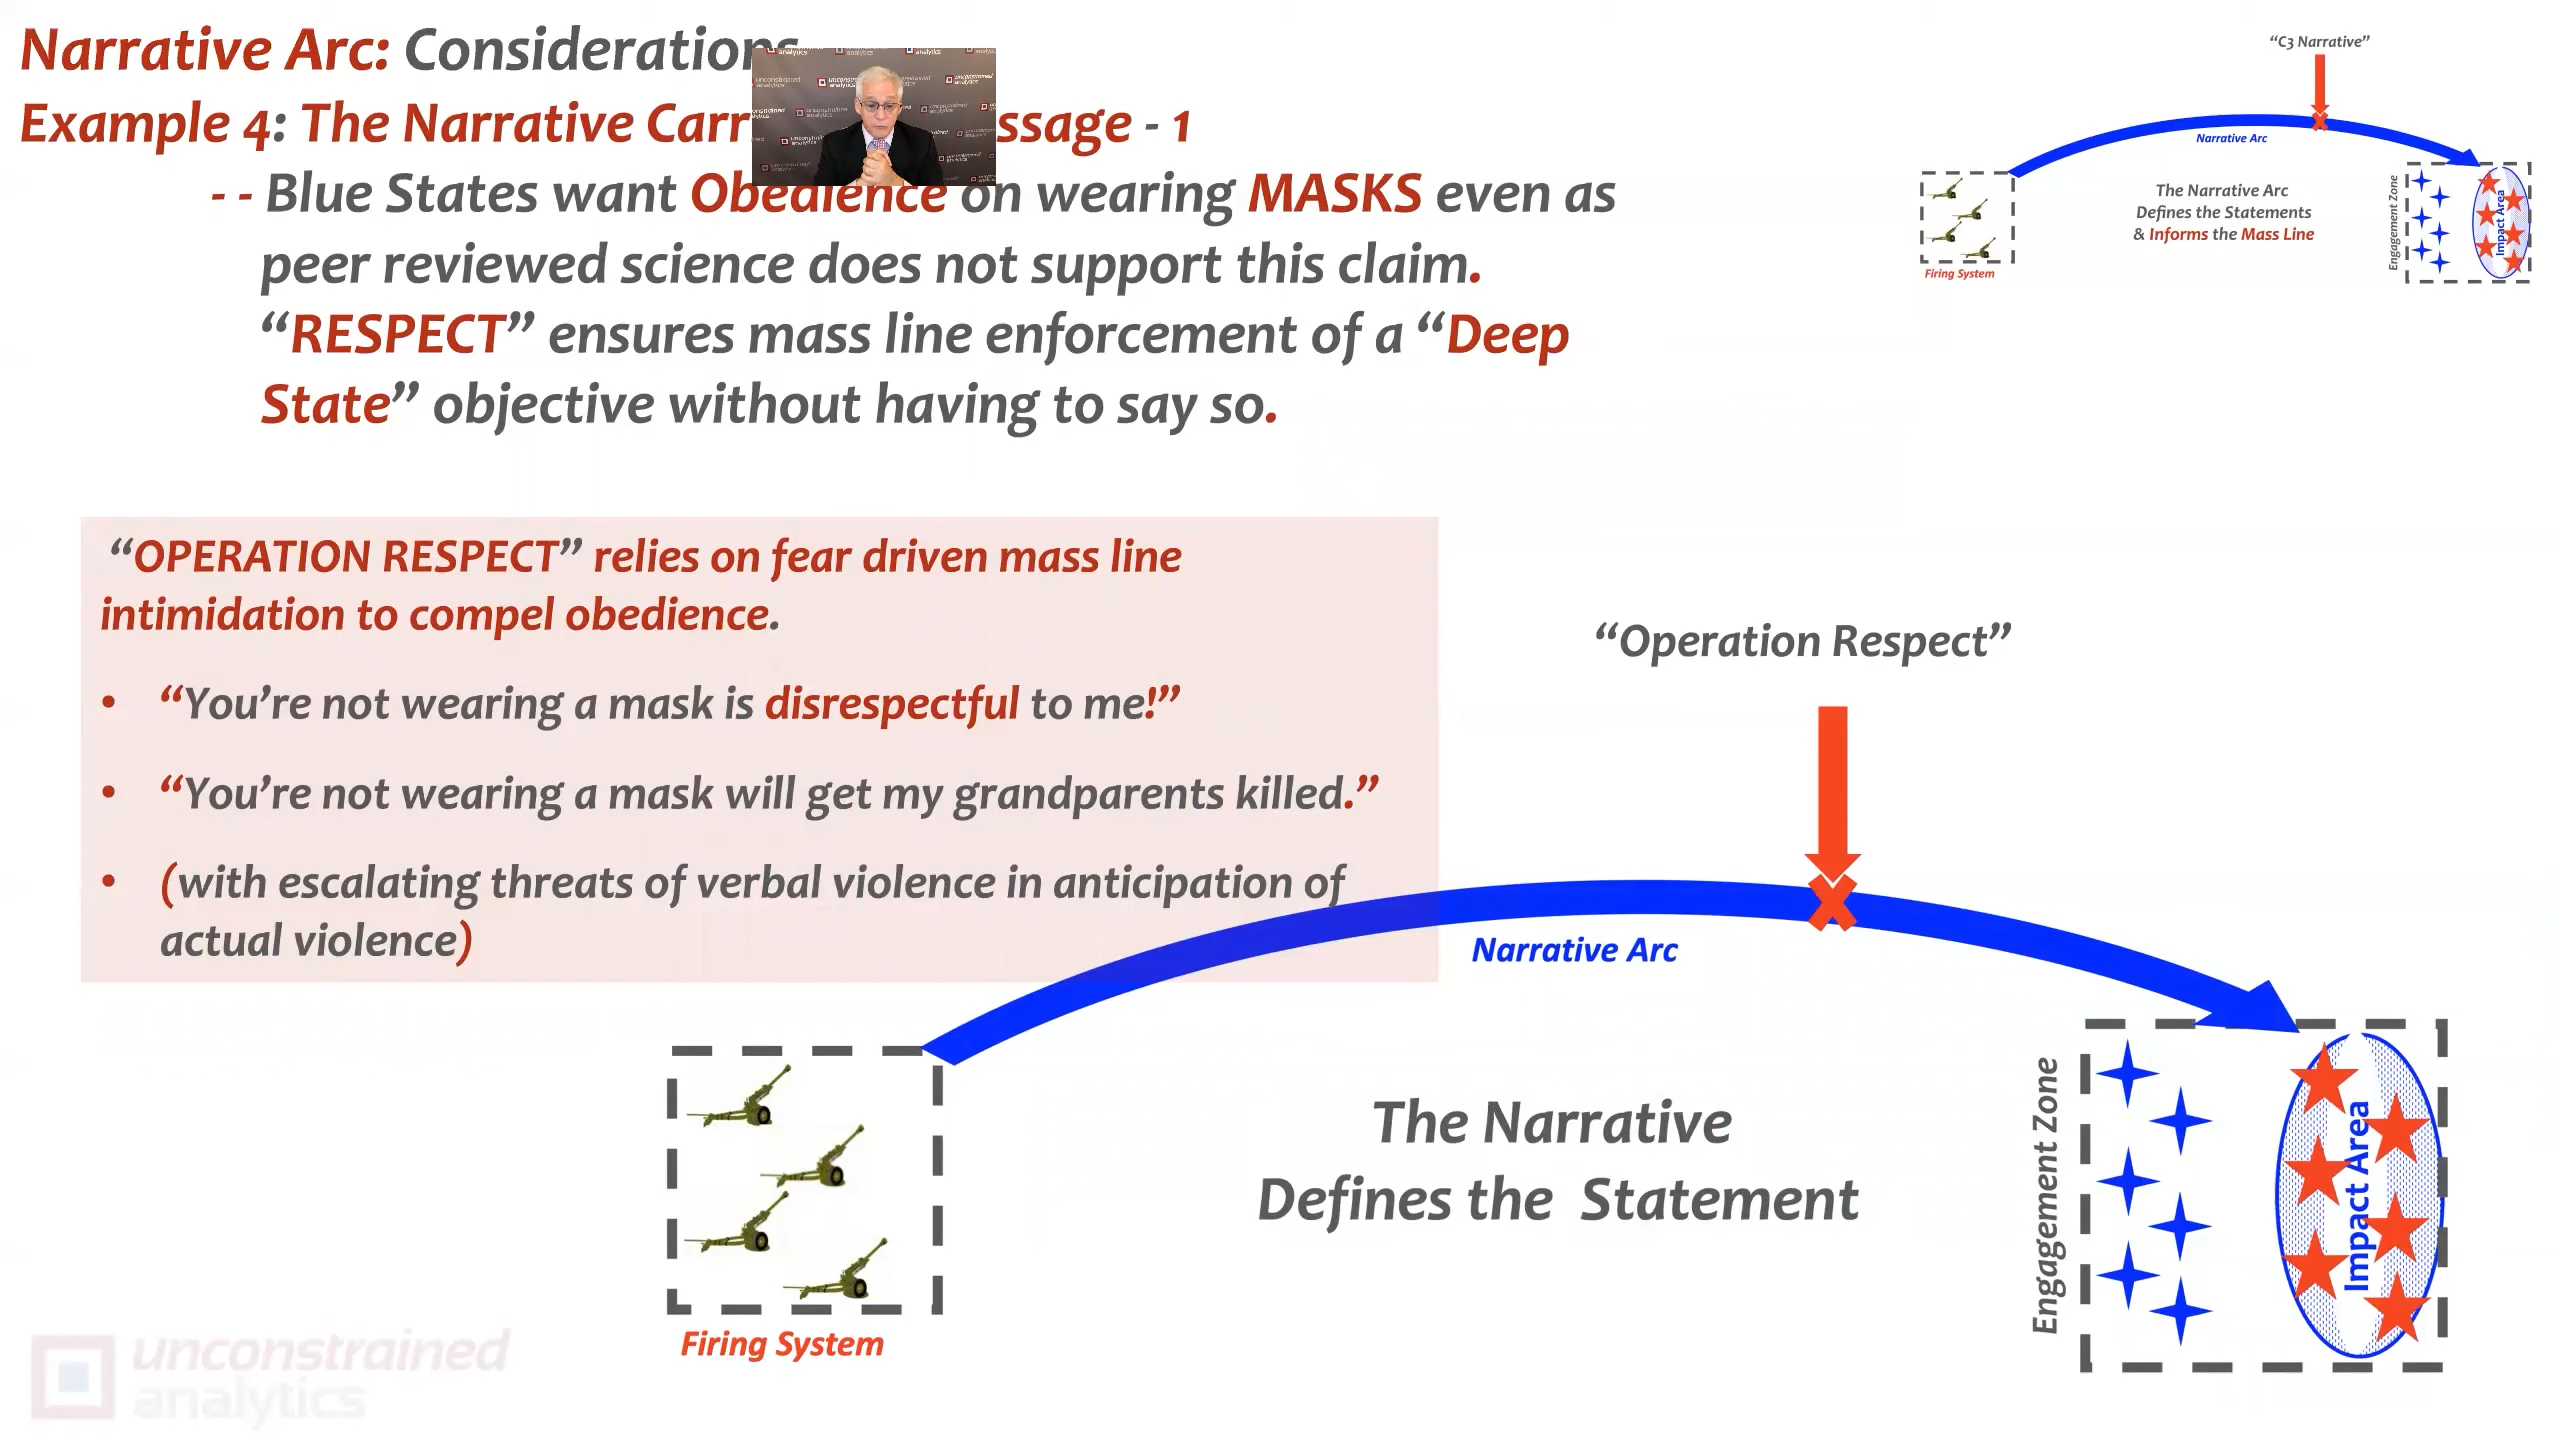 Narrative Arc: Considerations
Example 4: The Narrative Carr ssage - 1
- - Blue States want Obedience on wearing MASKS even as
peer reviewed science does not support this claim.
“RESPECT” ensures mass line enforcement of a “Deep
State” objective without having to say so.
“C3 Narrative”
Narrative Arc
The Narrative Arc
Defines the Statements
& Informs the Mass Line
Firing System
Engagement Zone
Impact Area
“OPERATION RESPECT” relies on fear driven mass line
intimidation to compel obedience.
• “You’re not wearing a mask is disrespectful to me!”
• “You’re not wearing a mask will get my grandparents killed.”
• (with escalating threats of verbal violence in anticipation of
actual violence)
“Operation Respect”
Narrative Arc
The Narrative
Defines the Statement
Firing System
Engagement Zone
Impact Area
unconstrained
analytics